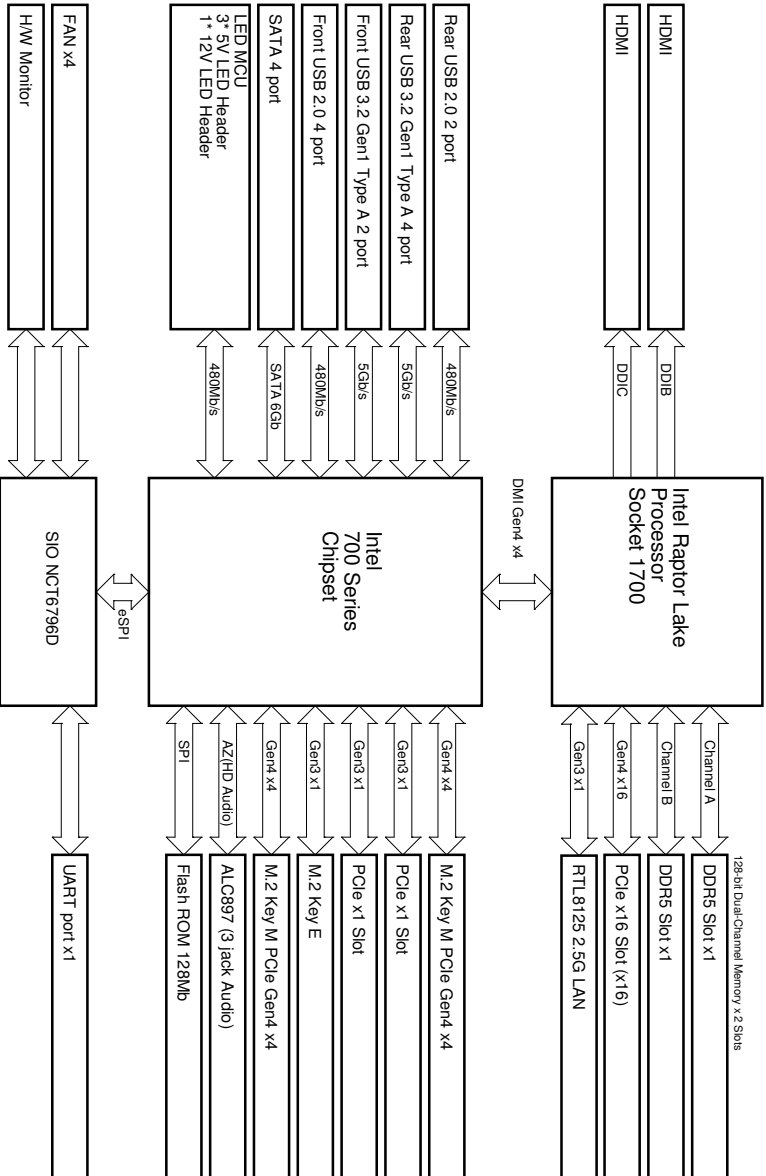 HDMI
HDMI
DDIB
DDIC
Intel Raptor Lake
Processor
Socket 1700
128-bit Dual-Channel Memory x 2 Slots
Channel A
DDR5 Slot x1
Channel B
DDR5 Slot x1
Gen4 x16
PCIe x16 Slot (x16)
Gen3 x1
RTL8125 2.5G LAN
DMI Gen4 x4
Rear USB 2.0 2 port
480Mb/s
Rear USB 3.2 Gen1 Type A 4 port
5Gb/s
Front USB 3.2 Gen1 Type A 2 port
5Gb/s
Front USB 2.0 4 port
480Mb/s
SATA 4 port
SATA 6Gb
LED MCU
3* 5V LED Header
1* 12V LED Header
480Mb/s
Intel
700 Series
Chipset
Gen4 x4
M.2 Key M PCIe Gen4 x4
Gen3 x1
PCIe x1 Slot
Gen3 x1
PCIe x1 Slot
Gen3 x1
M.2 Key E
Gen4 x4
M.2 Key M PCIe Gen4 x4
AZ(HD Audio)
ALC897 (3 jack Audio)
SPI
Flash ROM 128Mb
eSPI
FAN x4
H/W Monitor
SIO NCT6796D
UART port x1